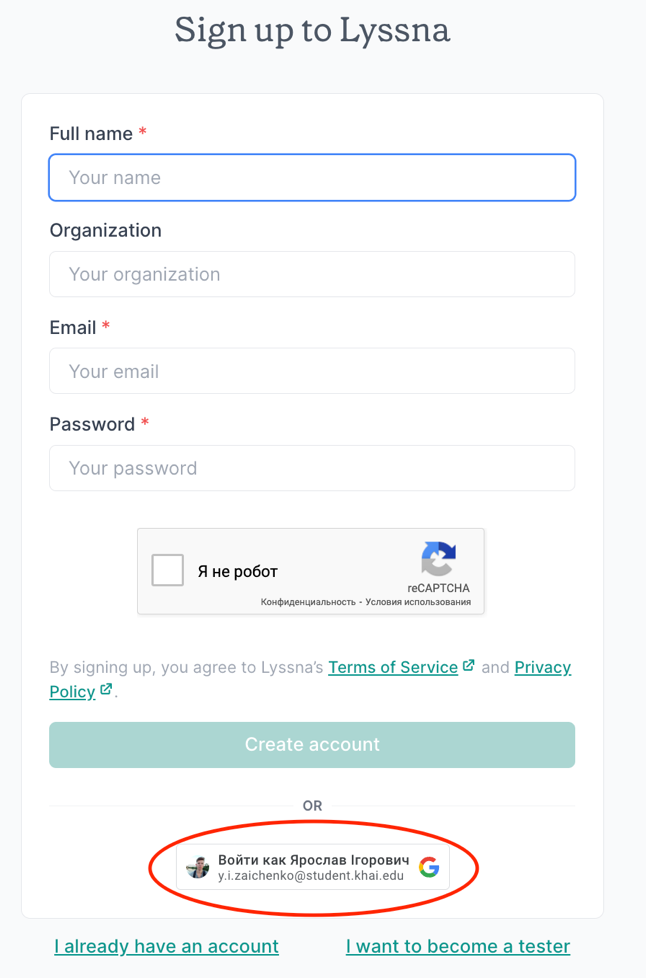 Sign up to Lyssna
Full name *
Your name
Organization
Your organization
Email *
Your email
Password *
Your password
Я не робот
reCAPTCHA
Конфиденциальность - Условия использования
By signing up, you agree to Lyssna’s Terms of Service and Privacy
Policy .
Create account
OR
Войти как Ярослав Ігорович
y.i.zaichenko@student.khai.edu
I already have an account I want to become a tester